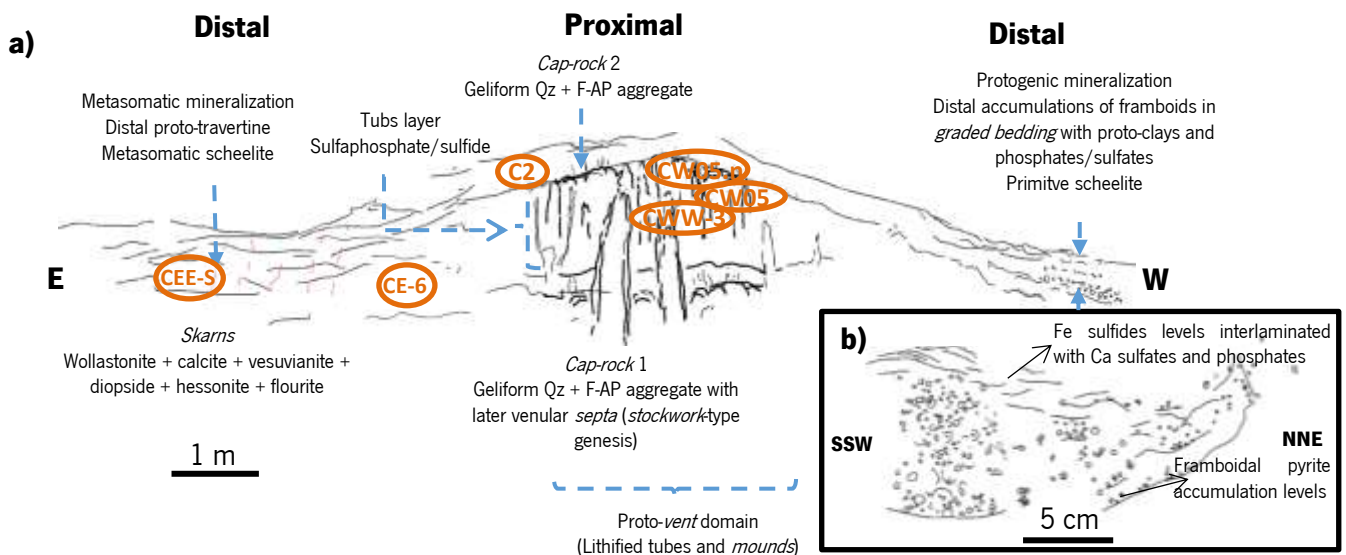 a)
Distal
Proximal
Distal
Metasomatic mineralization
Distal proto-travertine
Metasomatic scheelite
Tubs layer
Sulfaphosphate/sulfide
Cap-rock 2
Geliform Qz + F-AP aggregate
Protogenic mineralization
Distal accumulations of framboids in
graded bedding with proto-clays and
phosphates/sulfates
Primitve scheelite
C2
CW05.n
CW05
CWW-3
CEE-S
CE-6
E
W
Skarns
Wollastonite + calcite + vesuvianite +
diopside + hessonite + flourite
1 m
Cap-rock 1
Geliform Qz + F-AP aggregate with
later venular septa (stockwork-type
genesis)
Proto-vent domain
(Lithified tubes and mounds)
b)
Fe sulfides levels interlaminated
with Ca sulfates and phosphates
SSW
NNE
Framboidal pyrite
accumulation levels
5 cm